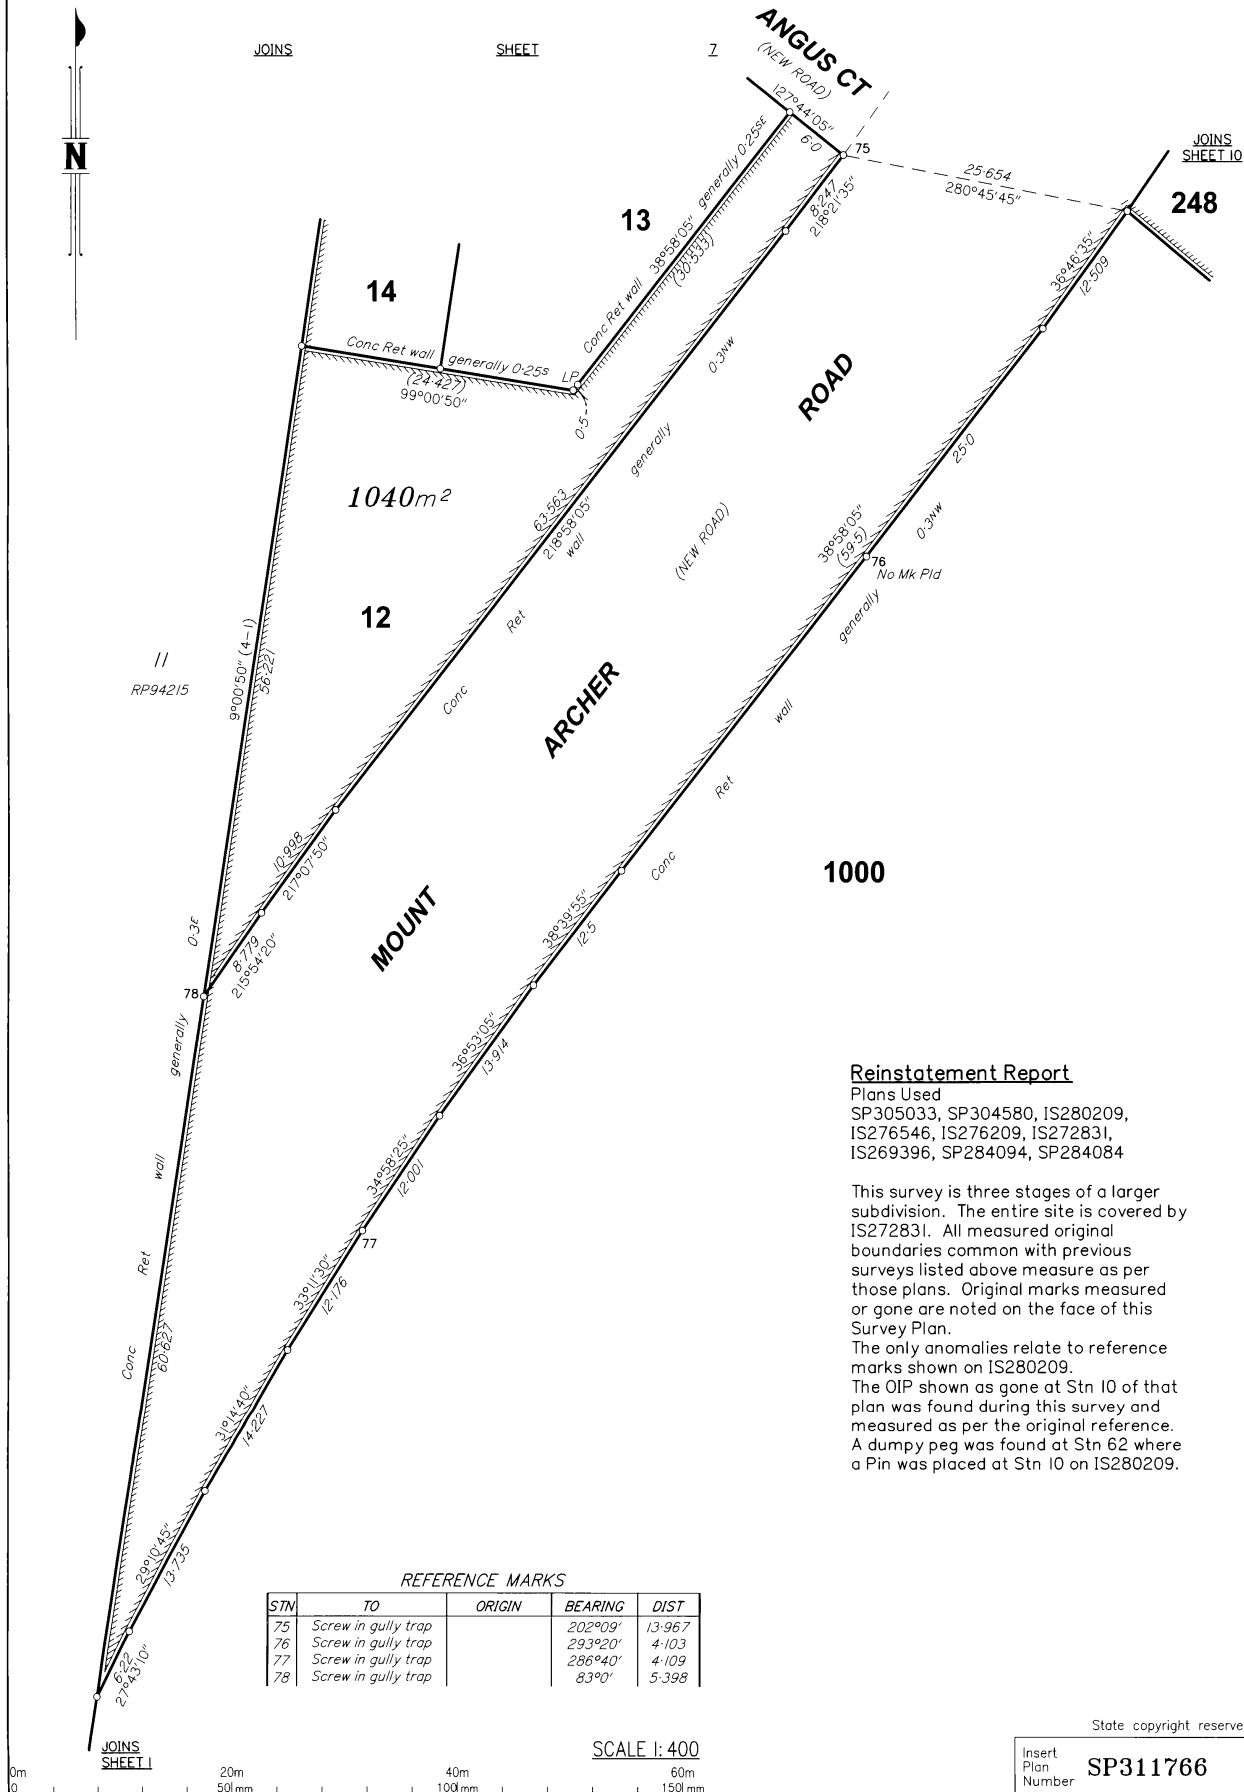 JOINS SHEET 7
ANGUS CT
(NEW ROAD)
127°44'05"
6·0
75
JOINS
SHEET 10
25·654
280°45'45"
248
N
13
Conc Ret wall 38°58'05" generally 0·25SE
(30·533)
8·247
218°21'35"
36°46'35"
12·509
14
Conc Ret wall generally 0·25S
(24·427)
99°00'50"
LP
0·5
0·3NW
generally
ROAD
25·0
0·3NW
1040m²
63·563
218°58'05"
wall
(NEW ROAD)
38°58'05"
(59·5)
76
No Mk Pld
generally
12
Ret
9°00'50" (4-1)
56·221
11
RP94215
Conc
ARCHER
wall
Ret
10·998
217°07'50"
Conc
1000
MOUNT
0·3E
8·779
215°54'20"
38°39'55"
12·5
78
generally
36°53'05"
13·914
Reinstatement Report
Plans Used
SP305033, SP304580, IS280209,
IS276546, IS276209, IS272831,
IS269396, SP284094, SP284084
This survey is three stages of a larger
subdivision. The entire site is covered by
IS272831. All measured original
boundaries common with previous
surveys listed above measure as per
those plans. Original marks measured
or gone are noted on the face of this
Survey Plan.
The only anomalies relate to reference
marks shown on IS280209.
The OIP shown as gone at Stn 10 of that
plan was found during this survey and
measured as per the original reference.
A dumpy peg was found at Stn 62 where
a Pin was placed at Stn 10 on IS280209.
wall
34°58'25"
12·001
77
Ret
33°11'30"
12·176
Conc
60·627
31°14'40"
14·227
29°10'45"
13·735
6·22
27°43'10"
REFERENCE MARKS
STN TO ORIGIN BEARING DIST
75 Screw in gully trap 202°09' 13·967
76 Screw in gully trap 293°20' 4·103
77 Screw in gully trap 286°40' 4·109
78 Screw in gully trap 83°0' 5·398
JOINS
SHEET 1
SCALE 1:400
0m 20m 40m 60m
0 50mm 100mm 150mm
State copyright reserve
Insert
Plan
Number
SP311766